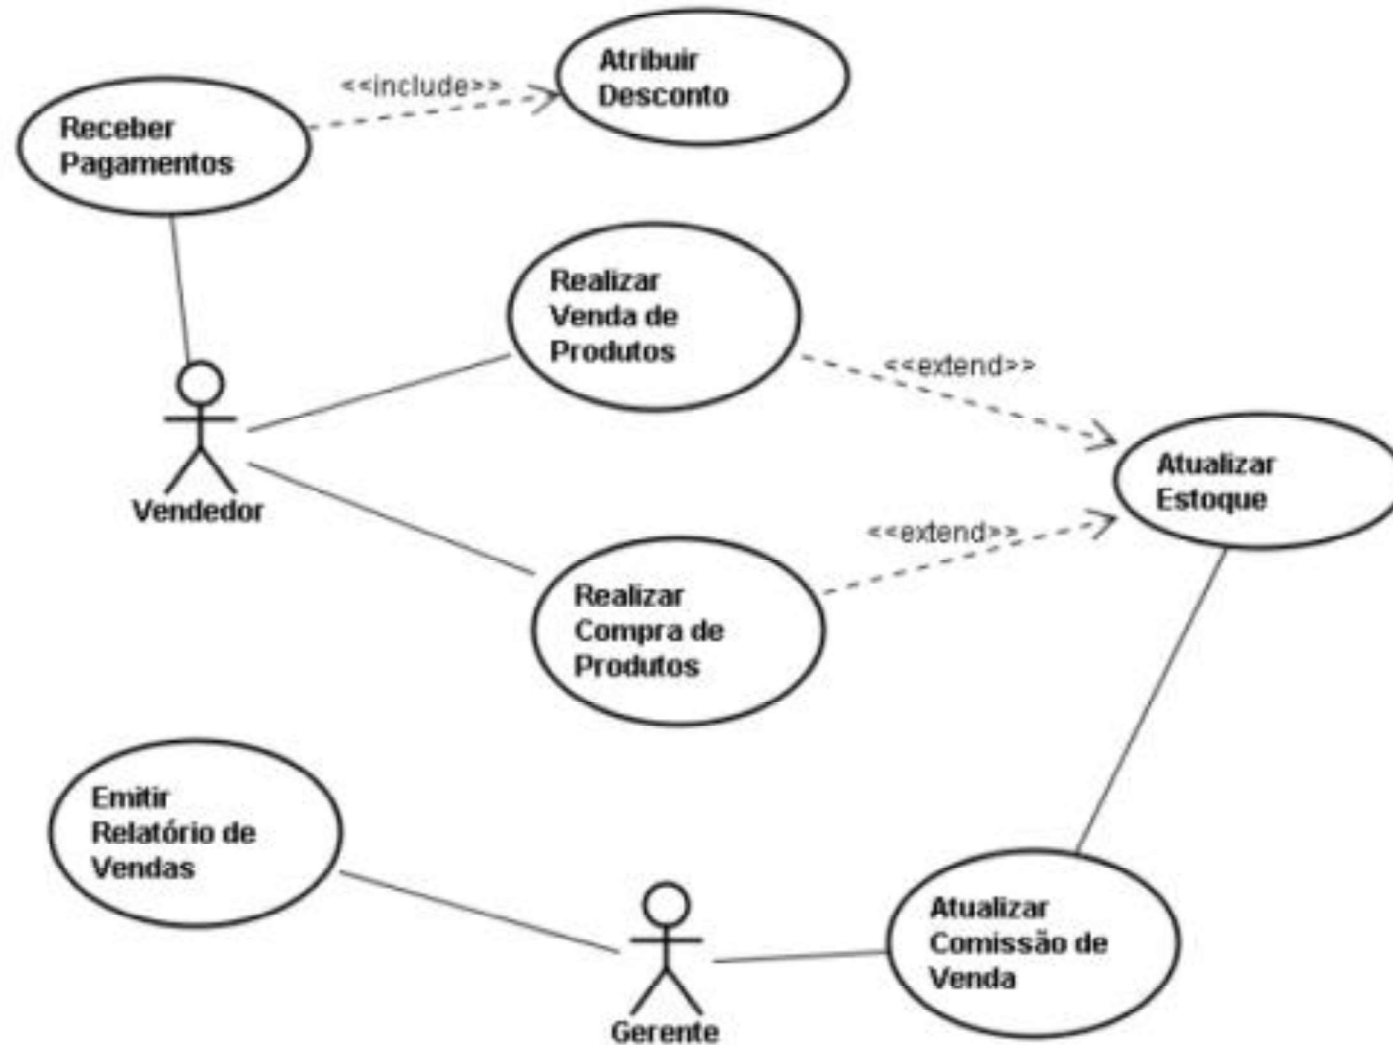 Atribuir
Desconto
<<include>>
Receber
Pagamentos
Realizar
Venda de
Produtos
<<extend>>
Atualizar
Estoque
Vendedor
<<extend>>
Realizar
Compra de
Produtos
Emitir
Relatório de
Vendas
Atualizar
Comissão de
Venda
Gerente